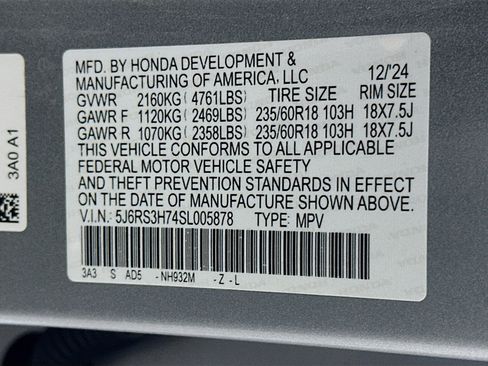 MFD. BY HONDA DEVELOPMENT &
MANUFACTURING OF AMERICA, LLC 12/'24
GVWR 2160KG( 4761LBS) TIRE SIZE RIM SIZE
GAWR F 1120KG( 2469LBS) 235/60R18 103H 18X7.5J
GAWR R 1070KG( 2358LBS) 235/60R18 103H 18X7.5J
THIS VEHICLE CONFORMS TO ALL APPLICABLE
FEDERAL MOTOR VEHICLE SAFETY
AND THEFT PREVENTION STANDARDS IN EFFECT
ON THE DATE OF MANUFACTURE SHOWN ABOVE.
V.I.N.: 5J6RS3H74SL005878 TYPE: MPV
3A3 S AD5 -NH932M -Z -L
3A0 A1